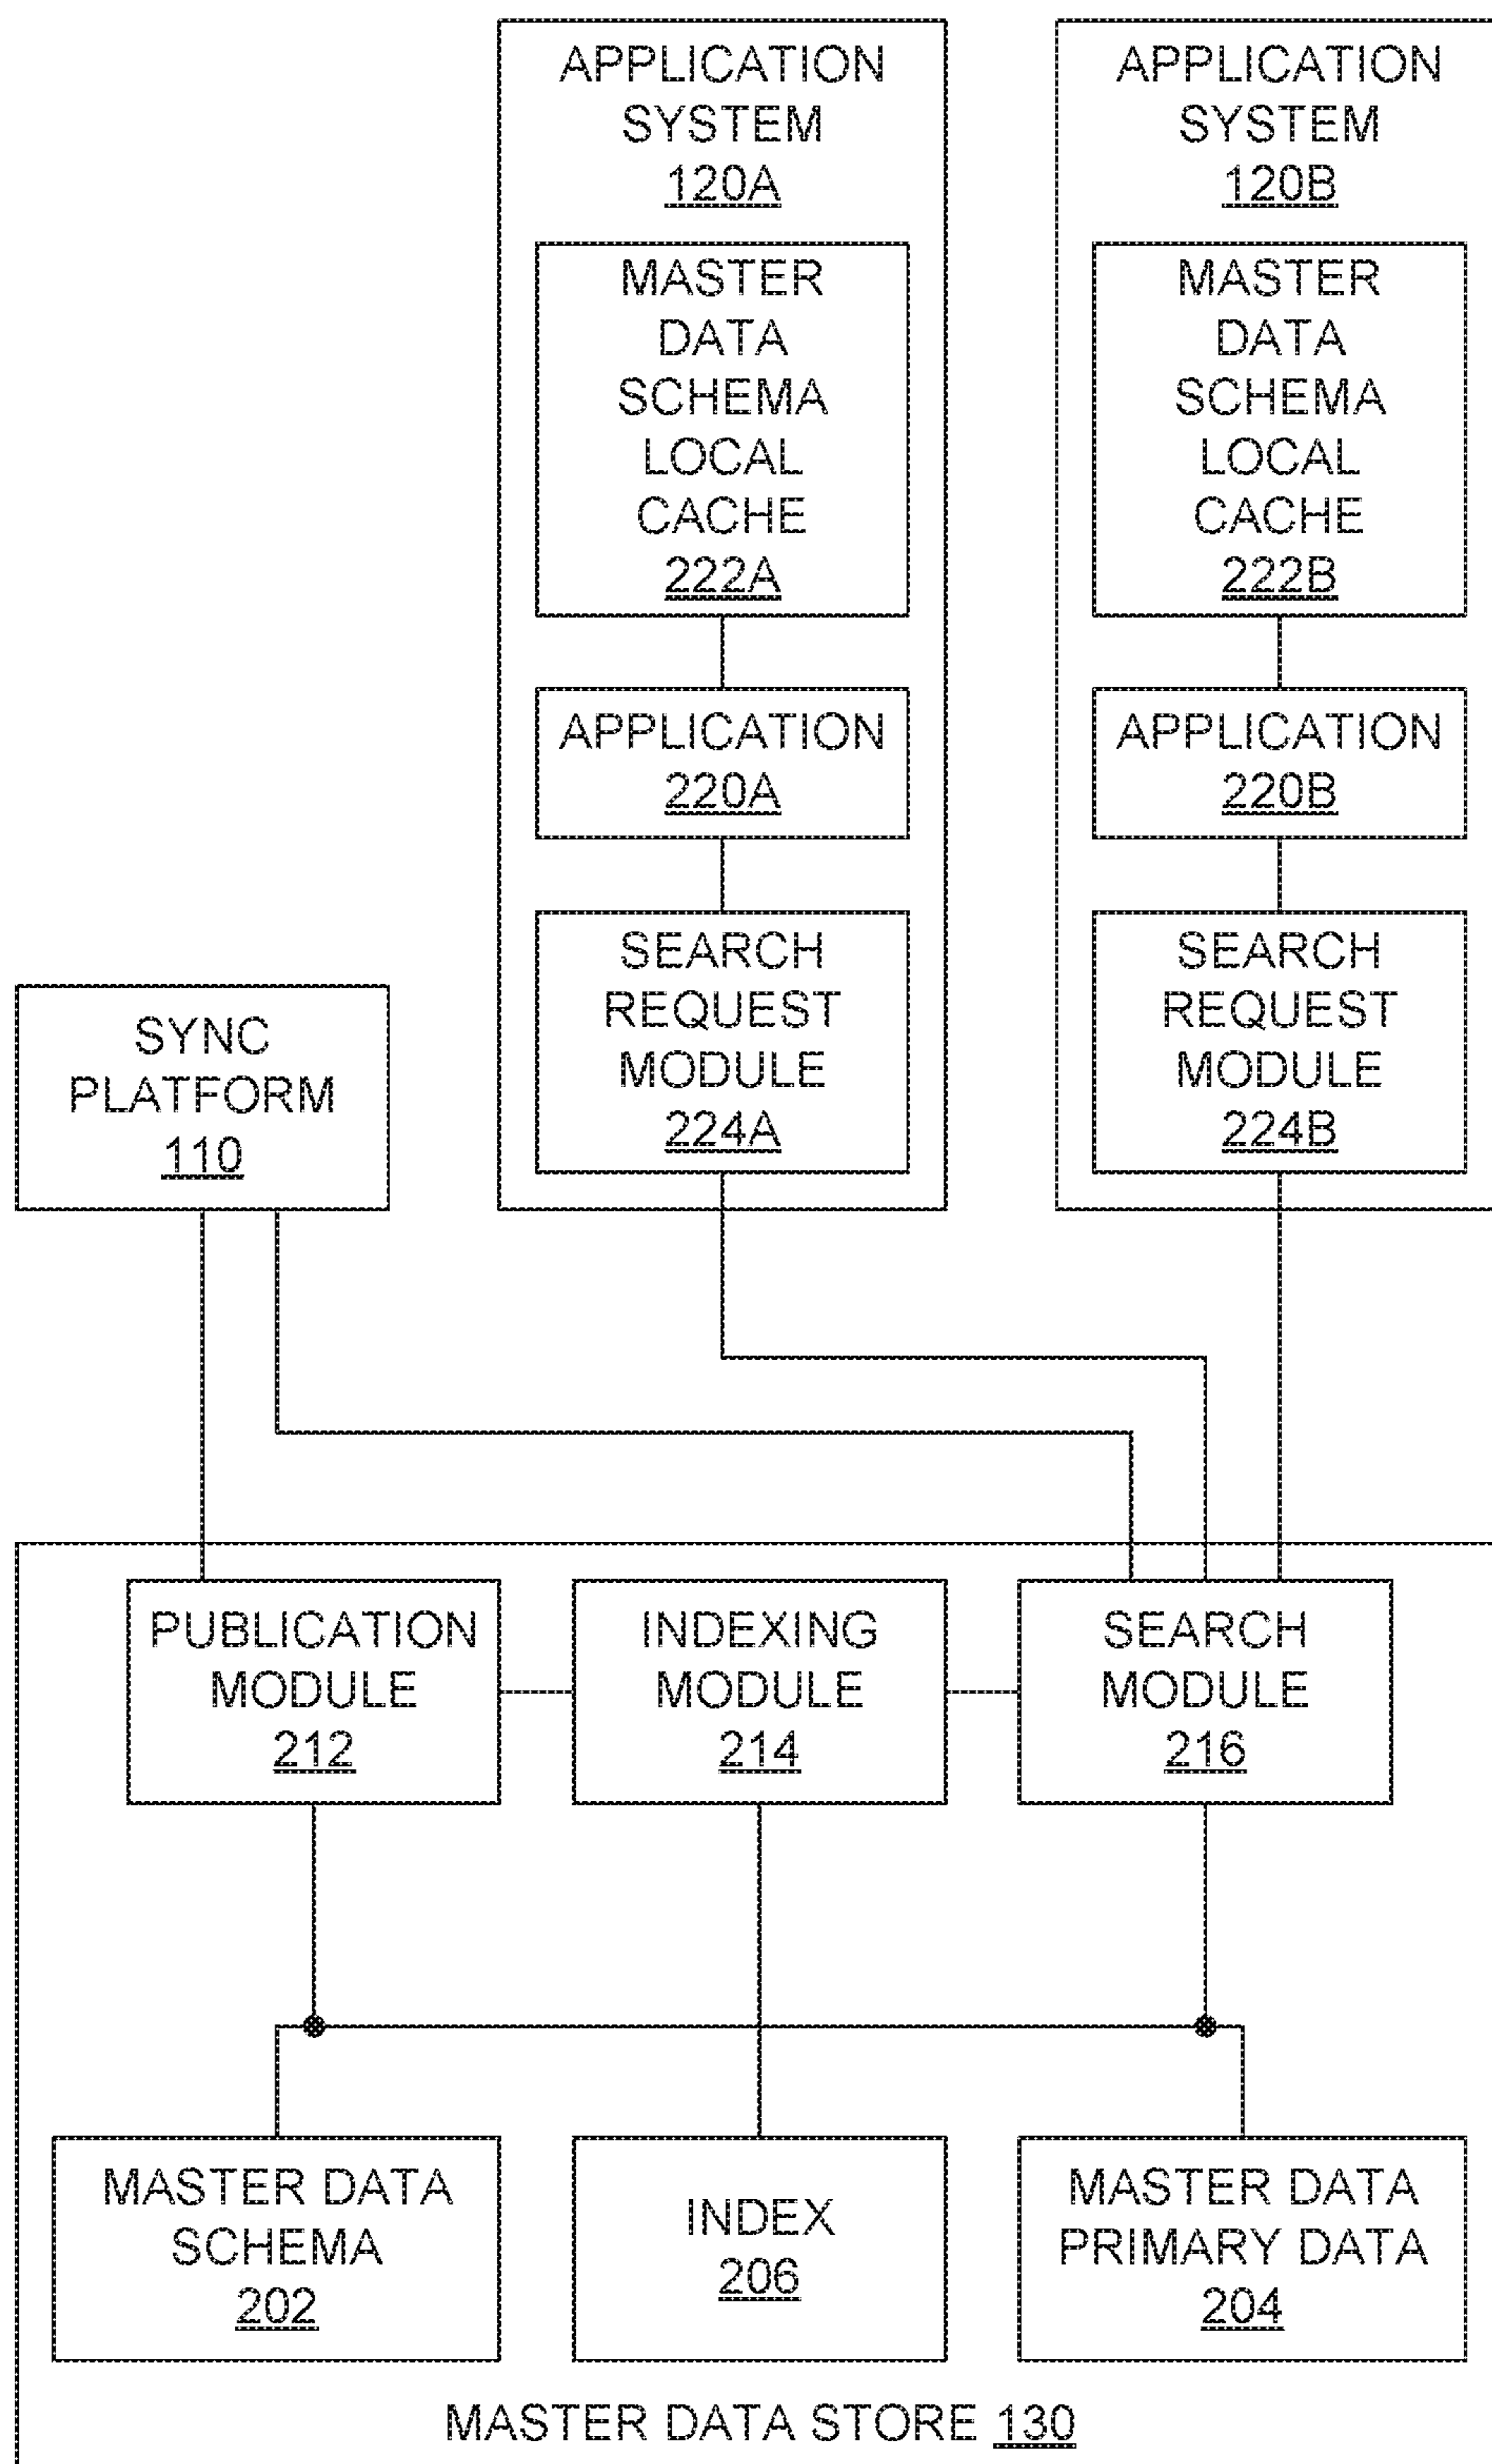 APPLICATION
SYSTEM
120A
MASTER
DATA
SCHEMA
LOCAL
CACHE
222A
APPLICATION
220A
SEARCH
REQUEST
MODULE
224A
APPLICATION
SYSTEM
120B
MASTER
DATA
SCHEMA
LOCAL
CACHE
222B
APPLICATION
220B
SEARCH
REQUEST
MODULE
224B
SYNC
PLATFORM
110
PUBLICATION
MODULE
212
INDEXING
MODULE
214
SEARCH
MODULE
216
MASTER DATA
SCHEMA
202
INDEX
206
MASTER DATA
PRIMARY DATA
204
MASTER DATA STORE 130